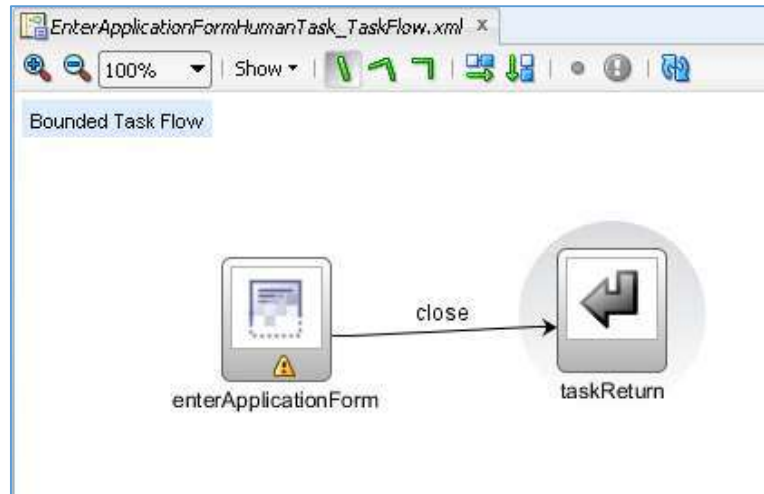 EnterApplicationFormHumanTask_TaskFlow.xml x
100% Show
Bounded Task Flow
close
enterApplicationForm
taskReturn